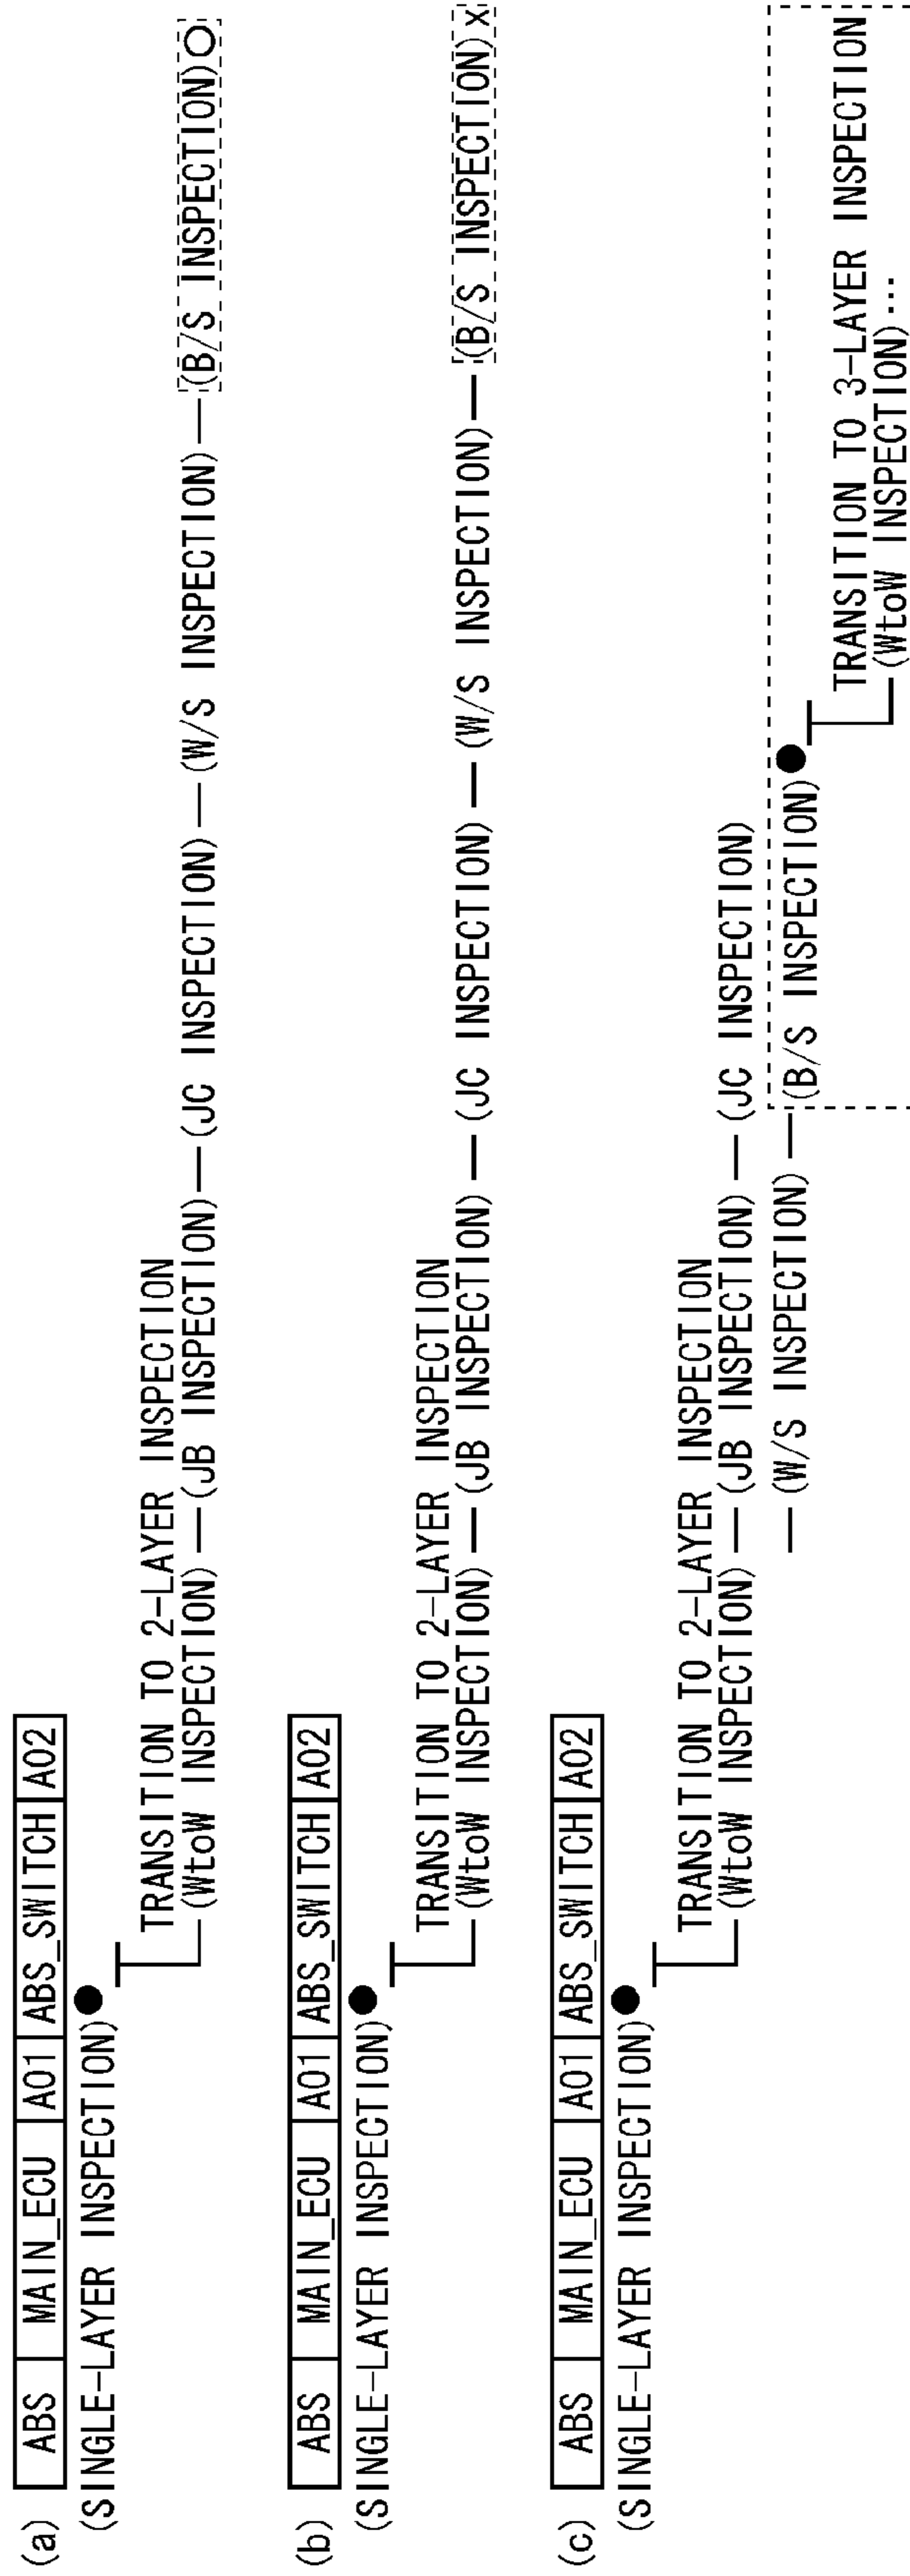 (a) ABS MAIN_ECU A01 ABS_SWITCH A02
(SINGLE-LAYER INSPECTION) ●
TRANSITION TO 2-LAYER INSPECTION
(WtoW INSPECTION) — (JB INSPECTION) — (JC INSPECTION) — (W/S INSPECTION) — (B/S INSPECTION) ○
(b) ABS MAIN_ECU A01 ABS_SWITCH A02
(SINGLE-LAYER INSPECTION) ●
TRANSITION TO 2-LAYER INSPECTION
(WtoW INSPECTION) — (JB INSPECTION) — (JC INSPECTION) — (W/S INSPECTION) — (B/S INSPECTION) x
(c) ABS MAIN_ECU A01 ABS_SWITCH A02
(SINGLE-LAYER INSPECTION) ●
TRANSITION TO 2-LAYER INSPECTION
(WtoW INSPECTION) — (JB INSPECTION) — (JC INSPECTION)
— (W/S INSPECTION) — (B/S INSPECTION) ●
TRANSITION TO 3-LAYER INSPECTION
(WtoW INSPECTION) ...